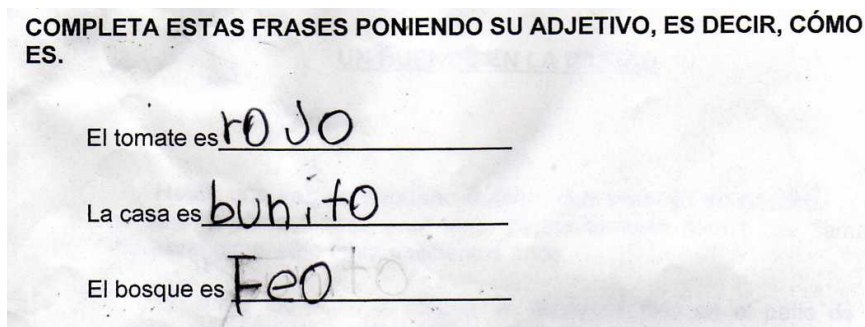 COMPLETA ESTAS FRASES PONIENDO SU ADJETIVO, ES DECIR, CÓMO
ES.
El tomate es rojo
La casa es bunito
El bosque es Feo